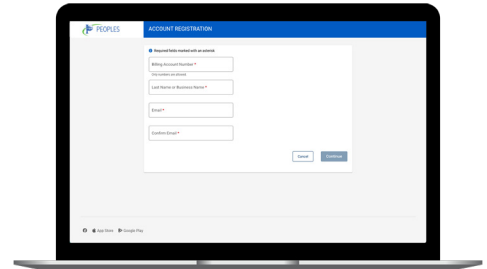 PEOPLES
ACCOUNT REGISTRATION
Required fields marked with an asterisk
Billing Account Number *
Only numbers are allowed
Last Name or Business Name *
Email *
Confirm Email *
Cancel
Continue
App Store
Google Play